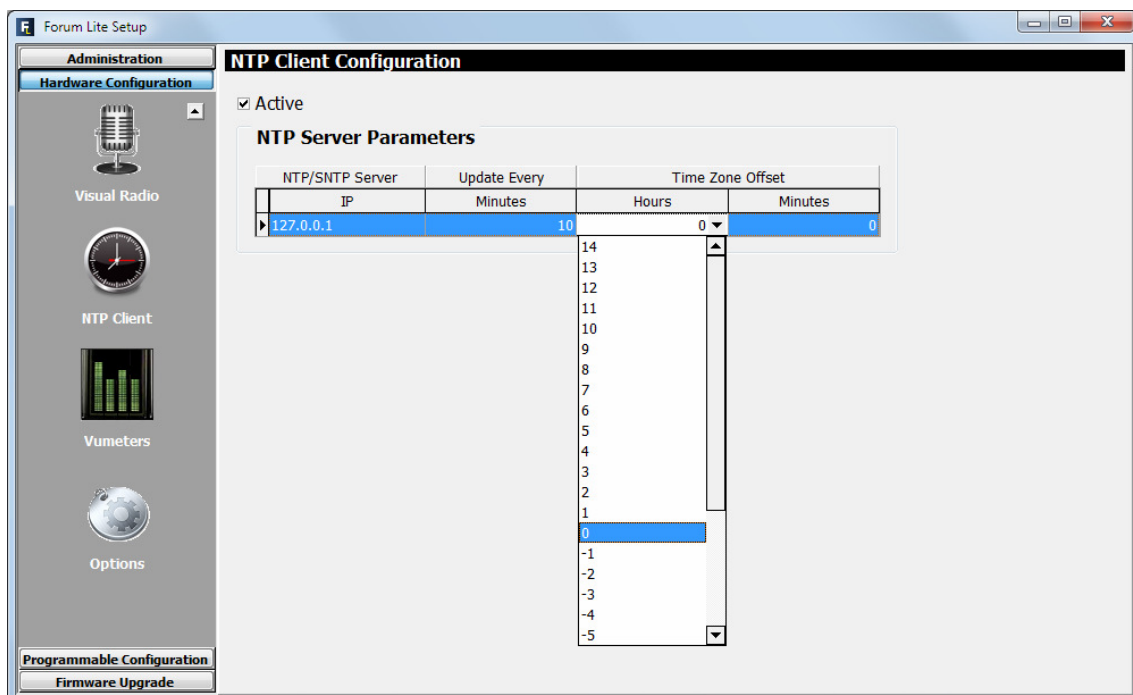 Forum Lite Setup
Administration
Hardware Configuration
Visual Radio
NTP Client
Vumeters
Options
Programmable Configuration
Firmware Upgrade
NTP Client Configuration
Active
NTP Server Parameters
NTP/SNTP Server Update Every Time Zone Offset
IP Minutes Hours Minutes
127.0.0.1 10 0 0
14
13
12
11
10
9
8
7
6
5
4
3
2
1
0
-1
-2
-3
-4
-5